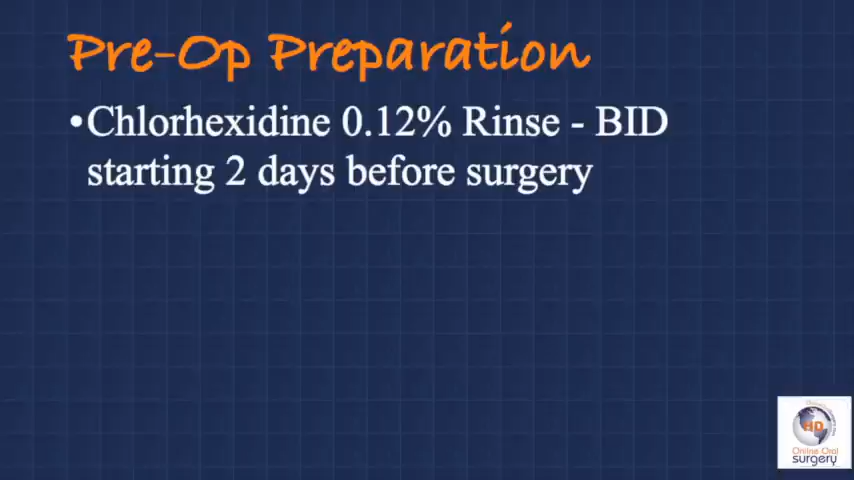 Pre-Op Preparation
•Chlorhexidine 0.12% Rinse - BID
starting 2 days before surgery
HD
Online Oral
surgery